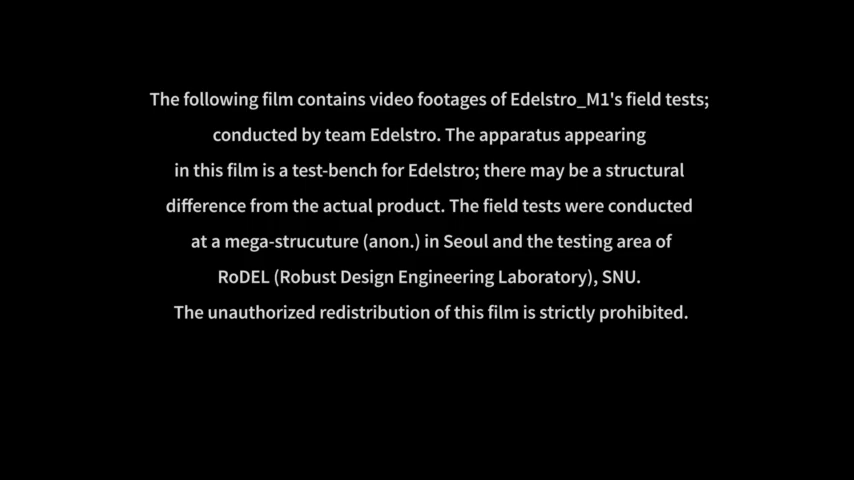 The following film contains video footages of Edelstro_M1's field tests;
conducted by team Edelstro. The apparatus appearing
in this film is a test-bench for Edelstro; there may be a structural
difference from the actual product. The field tests were conducted
at a mega-strucuture (anon.) in Seoul and the testing area of
RoDEL (Robust Design Engineering Laboratory), SNU.
The unauthorized redistribution of this film is strictly prohibited.